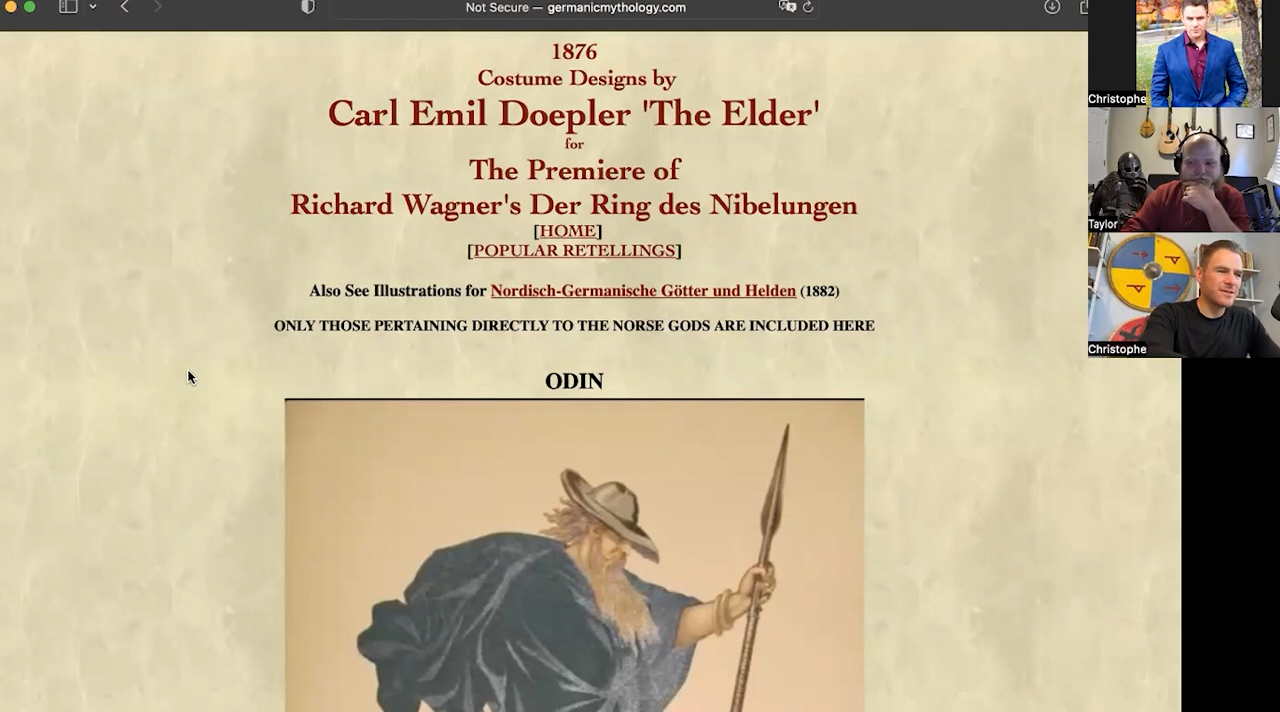 Not Secure — germanicmythology.com
1876
Costume Designs by
Carl Emil Doepler 'The Elder'
for
The Premiere of
Richard Wagner's Der Ring des Nibelungen
[HOME]
[POPULAR RETELLINGS]
Also See Illustrations for Nordisch-Germanische Götter und Helden (1882)
ONLY THOSE PERTAINING DIRECTLY TO THE NORSE GODS ARE INCLUDED HERE
ODIN
Christophe
Taylor
Christophe